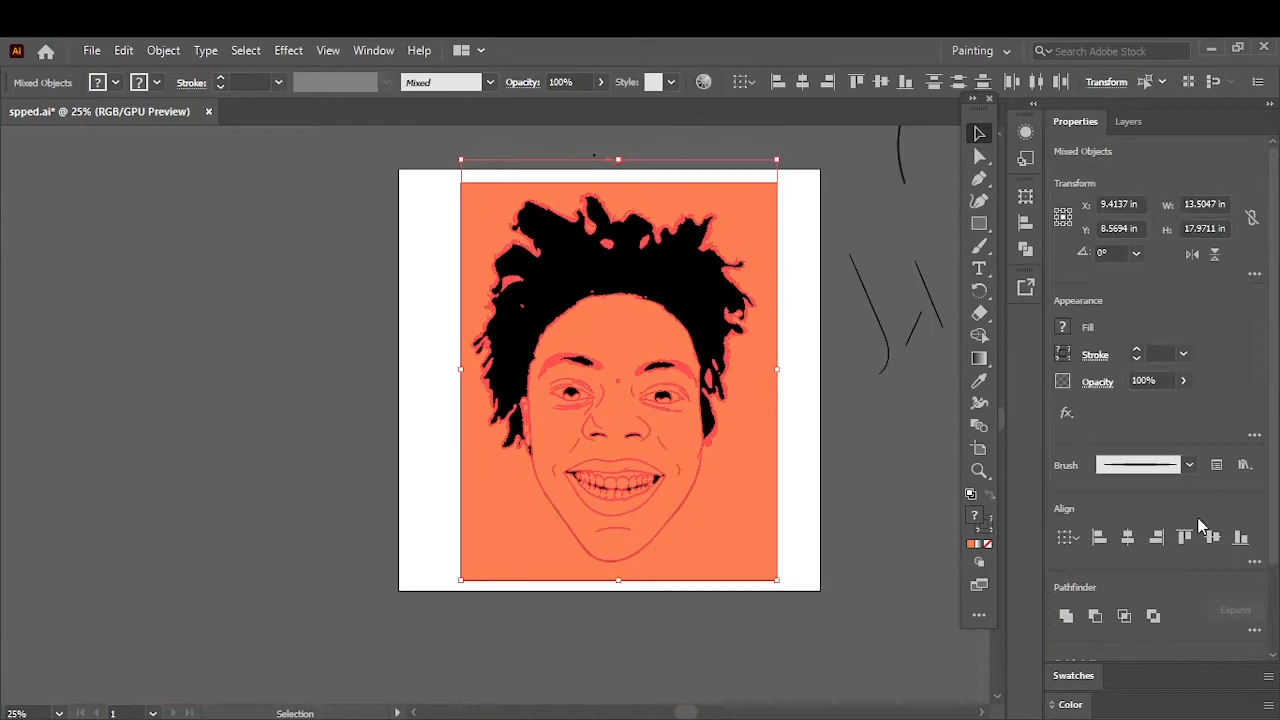 Ai File Edit Object Type Select Effect View Window Help Painting Search Adobe Stock
Mixed Objects Stroke: Mixed Opacity: 100% Style: Transform
spped.ai* @ 25% (RGB/GPU Preview)
Properties Layers
Mixed Objects
Transform
X: 9.4137 in W: 13.5047 in
Y: 8.5694 in H: 17.9711 in
0°
Appearance
Fill
Stroke
Opacity 100%
fx.
Brush
Align
Pathfinder
Expand
Swatches
Color
25% 1 Selection